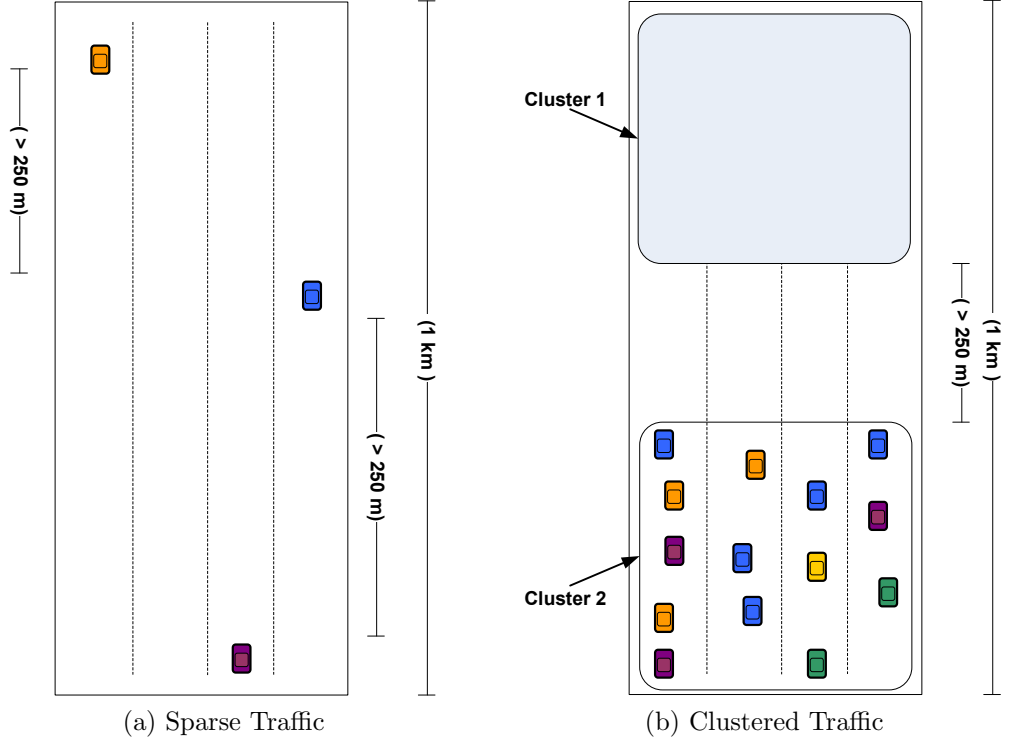 ( > 250 m)
( > 250 m)
(1 km )
(a) Sparse Traffic
Cluster 1
Cluster 2
( > 250 m)
(1 km )
(b) Clustered Traffic